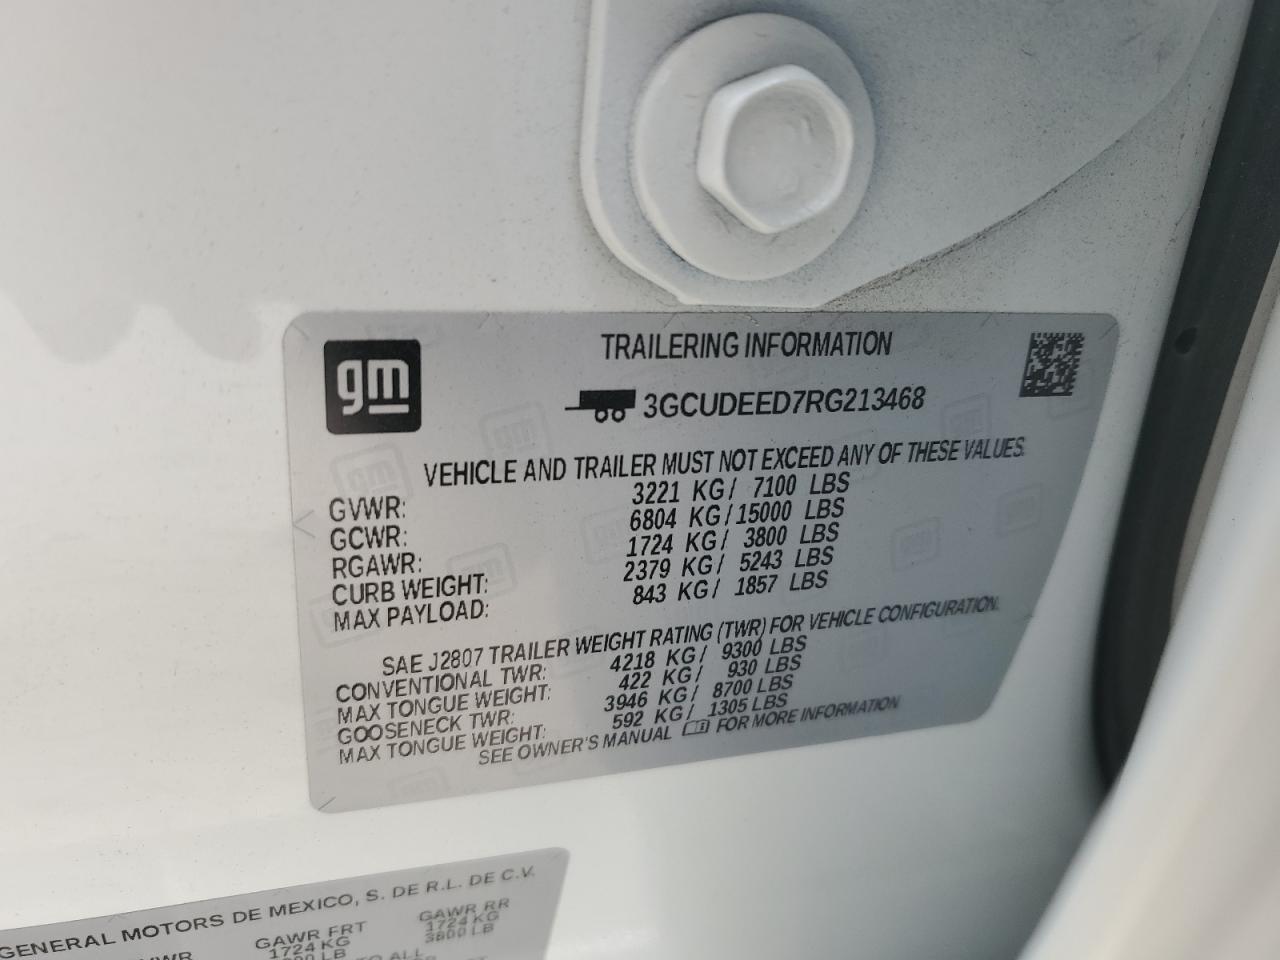 gm
TRAILERING INFORMATION
3GCUDEED7RG213468
VEHICLE AND TRAILER MUST NOT EXCEED ANY OF THESE VALUES.
GVWR: 3221 KG/ 7100 LBS
GCWR: 6804 KG/15000 LBS
RGAWR: 1724 KG/ 3800 LBS
CURB WEIGHT: 2379 KG/ 5243 LBS
MAX PAYLOAD: 843 KG/ 1857 LBS
SAE J2807 TRAILER WEIGHT RATING (TWR) FOR VEHICLE CONFIGURATION.
CONVENTIONAL TWR: 4218 KG/ 9300 LBS
MAX TONGUE WEIGHT: 422 KG/ 930 LBS
GOOSENECK TWR: 3946 KG/ 8700 LBS
MAX TONGUE WEIGHT: 592 KG/ 1305 LBS
SEE OWNER'S MANUAL FOR MORE INFORMATION
GENERAL MOTORS DE MEXICO, S. DE R.L. DE C.V.
GAWR FRT GAWR RR
1724 KG 1724 KG
LB 3800 LB
TO ALL